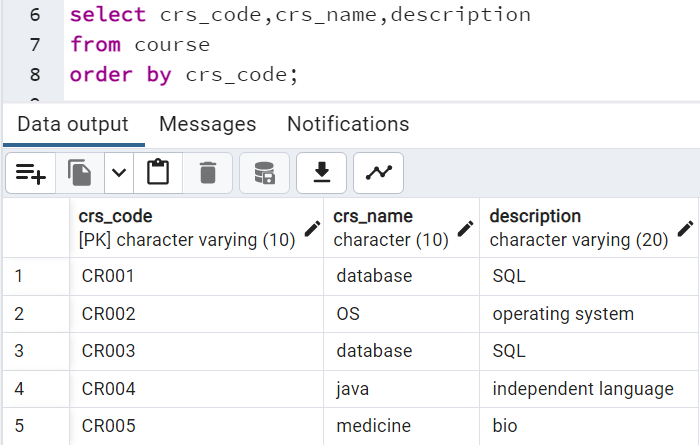 6 select crs_code,crs_name,description
7 from course
8 order by crs_code;
Data output Messages Notifications
crs_code crs_name description
[PK] character varying (10) character (10) character varying (20)
1 CR001 database SQL
2 CR002 OS operating system
3 CR003 database SQL
4 CR004 java independent language
5 CR005 medicine bio